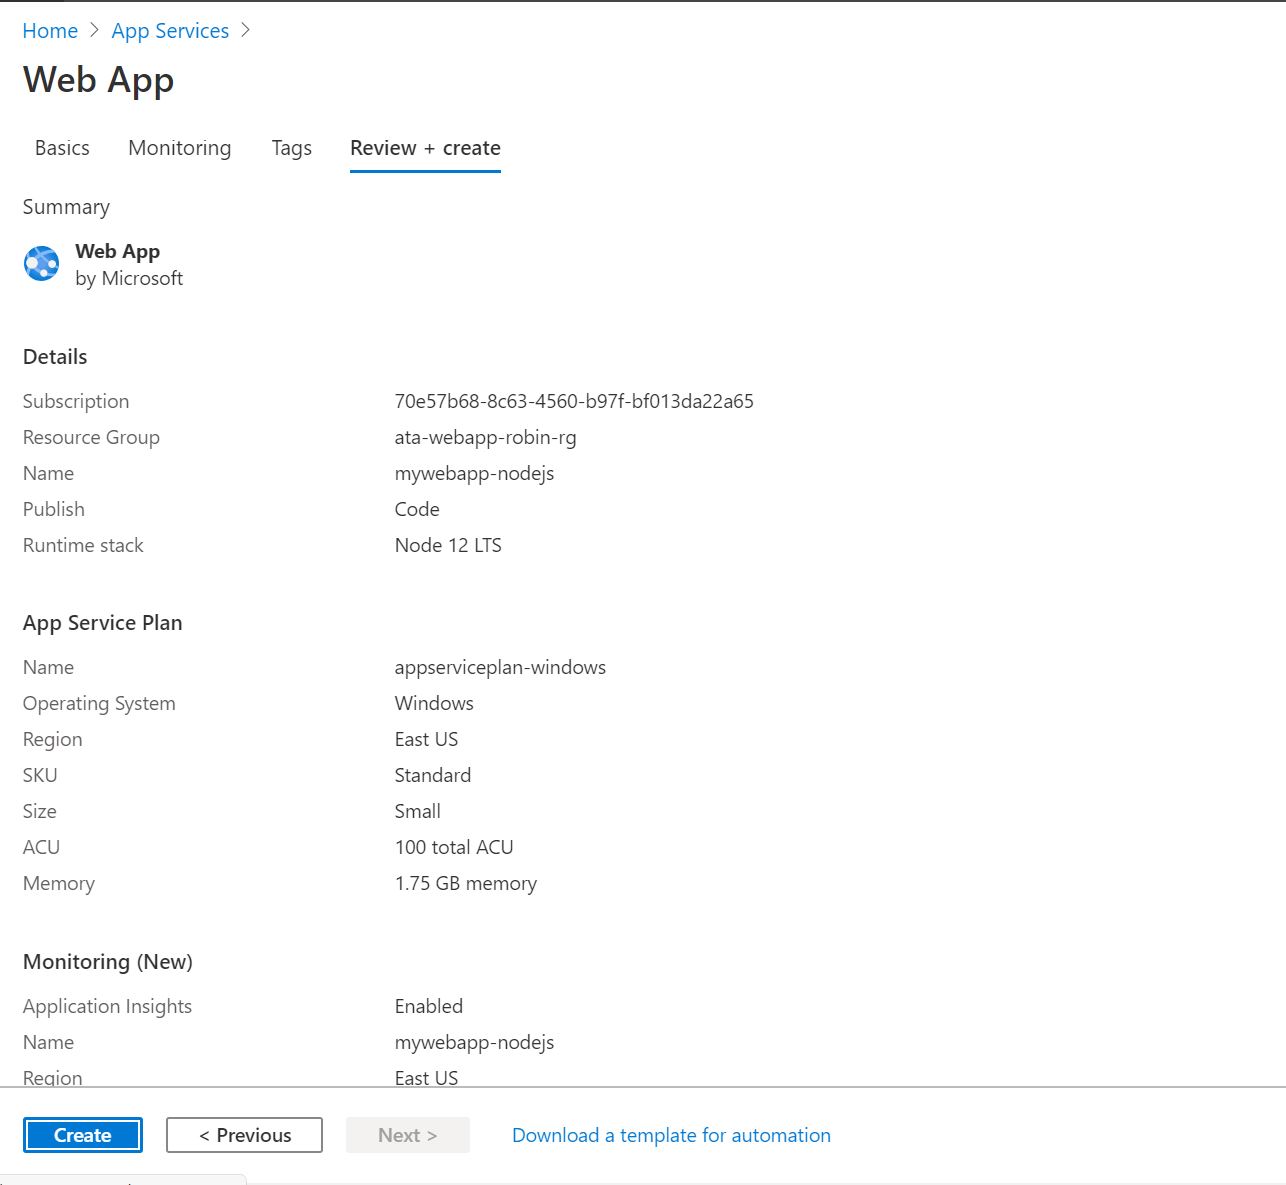 Home > App Services >
Web App
Basics Monitoring Tags Review + create
Summary
Web App
by Microsoft
Details
Subscription 70e57b68-8c63-4560-b97f-bf013da22a65
Resource Group ata-webapp-robin-rg
Name mywebapp-nodejs
Publish Code
Runtime stack Node 12 LTS
App Service Plan
Name appserviceplan-windows
Operating System Windows
Region East US
SKU Standard
Size Small
ACU 100 total ACU
Memory 1.75 GB memory
Monitoring (New)
Application Insights Enabled
Name mywebapp-nodejs
Region East US
Create < Previous Next > Download a template for automation